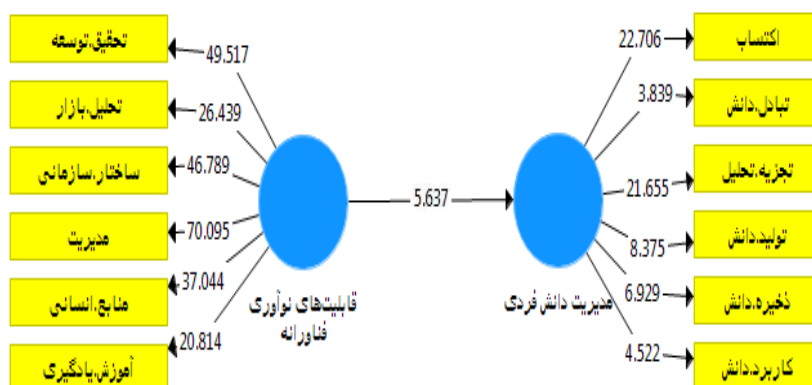 تحقیق.توسعه
49.517
تحلیل.بازار
26.439
ساختار.سازمانی
46.789
مدیریت
70.095
منابع.انسانی
37.044
آموزش.یادگیری
20.814
قابلیت‌های نوآوری
فناورانه
5.637
مدیریت دانش فردی
22.706
اکتساب
3.839
تبادل.دانش
21.655
تجزیه.تحلیل
8.375
تولید.دانش
6.929
ذخیره.دانش
4.522
کاربرد.دانش